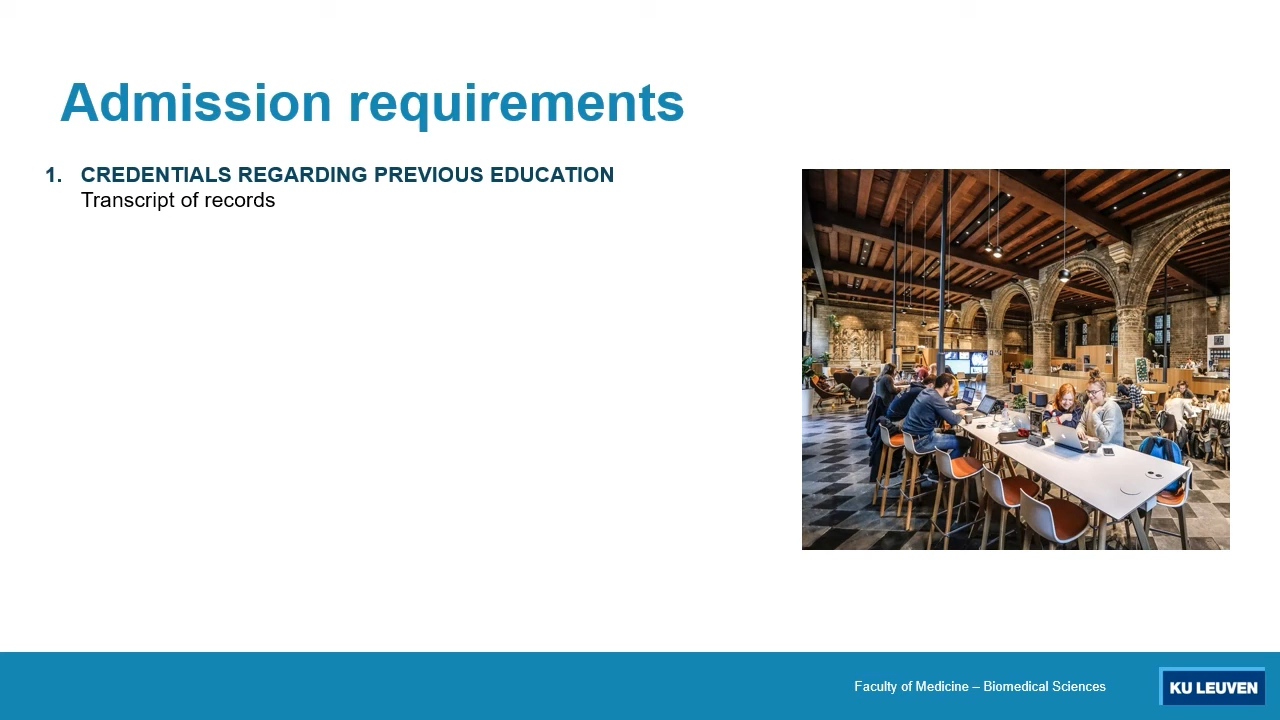 Admission requirements
1. CREDENTIALS REGARDING PREVIOUS EDUCATION
Transcript of records
Faculty of Medicine – Biomedical Sciences
KU LEUVEN